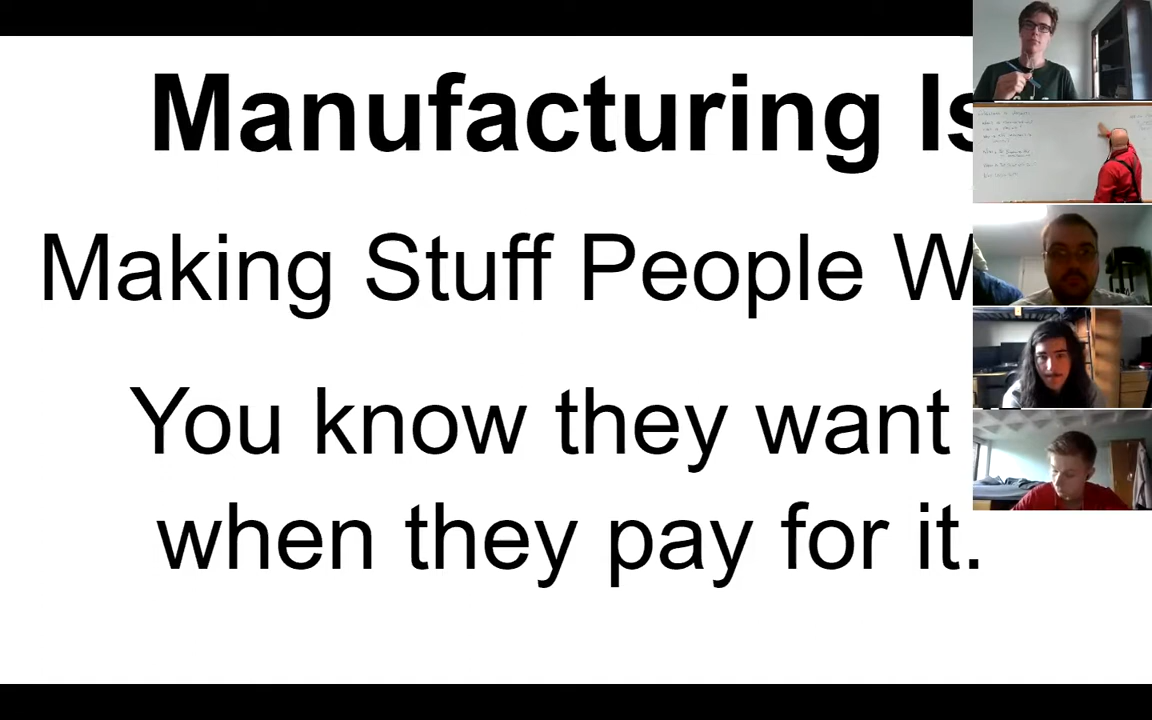 Manufacturing Is
Making Stuff People W
You know they want
when they pay for it.